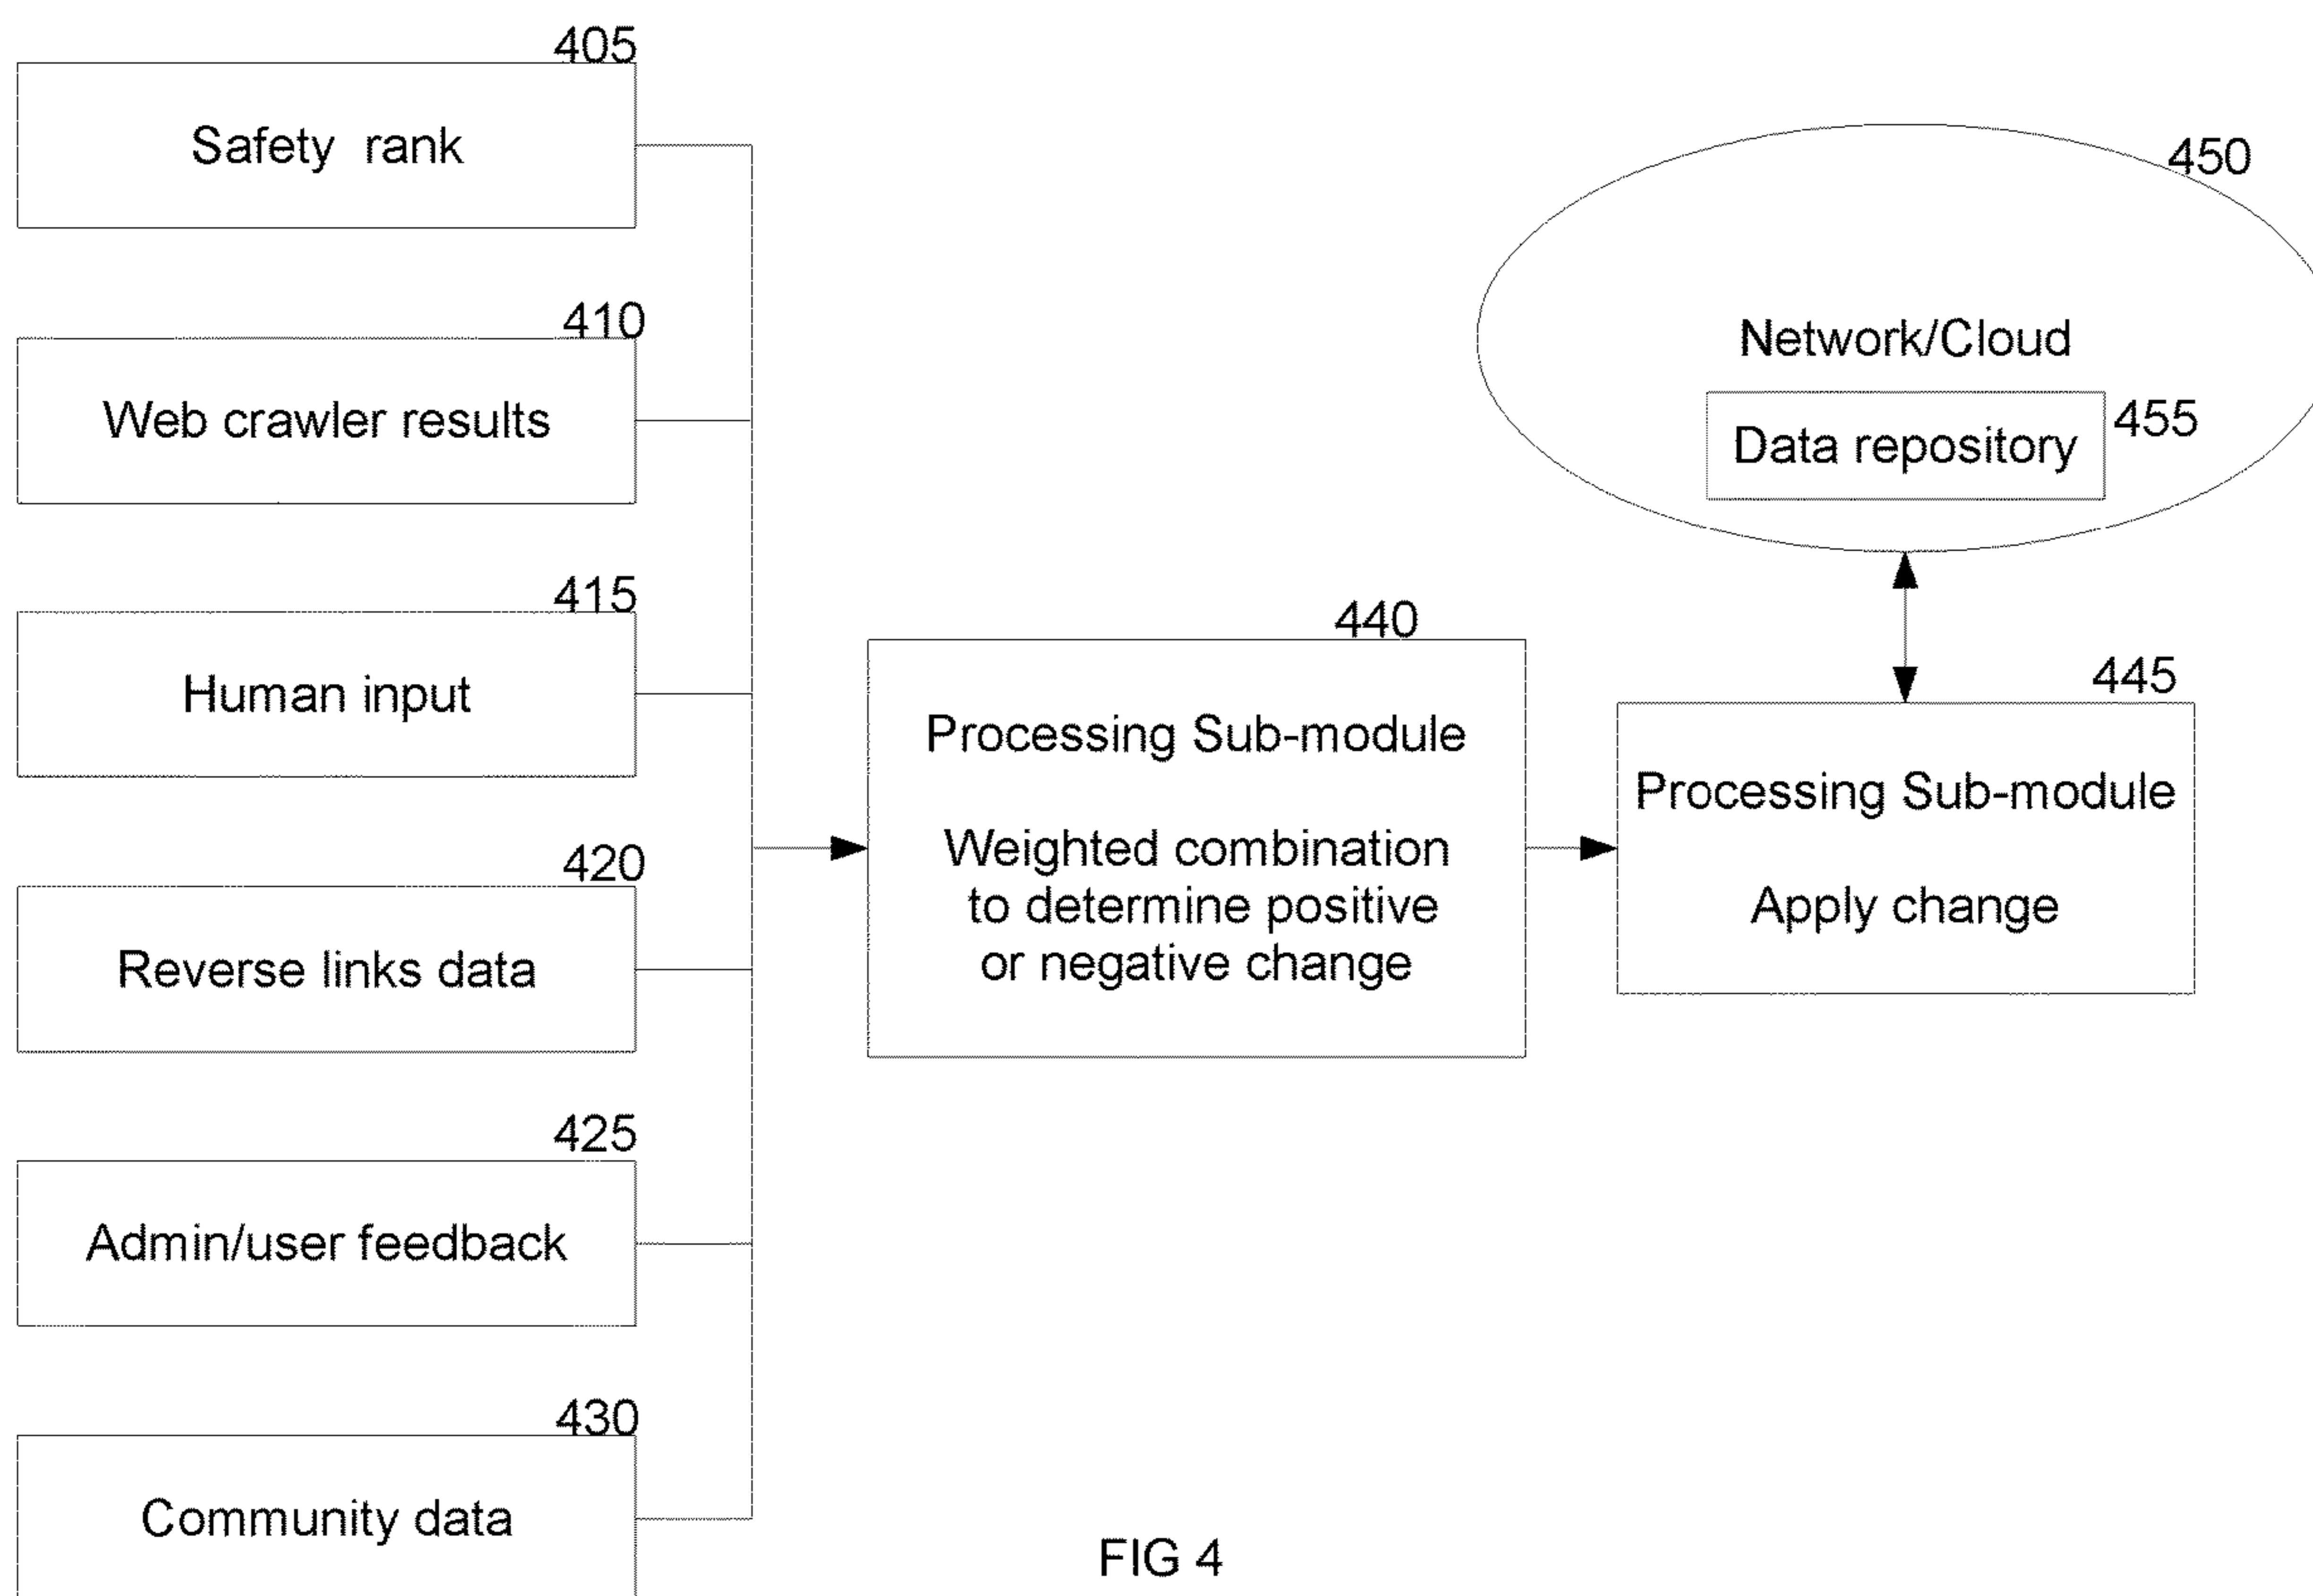 405
Safety rank
410
Web crawler results
415
Human input
420
Reverse links data
425
Admin/user feedback
430
Community data
440
Processing Sub-module
Weighted combination
to determine positive
or negative change
445
Processing Sub-module
Apply change
450
Network/Cloud
455
Data repository
FIG 4